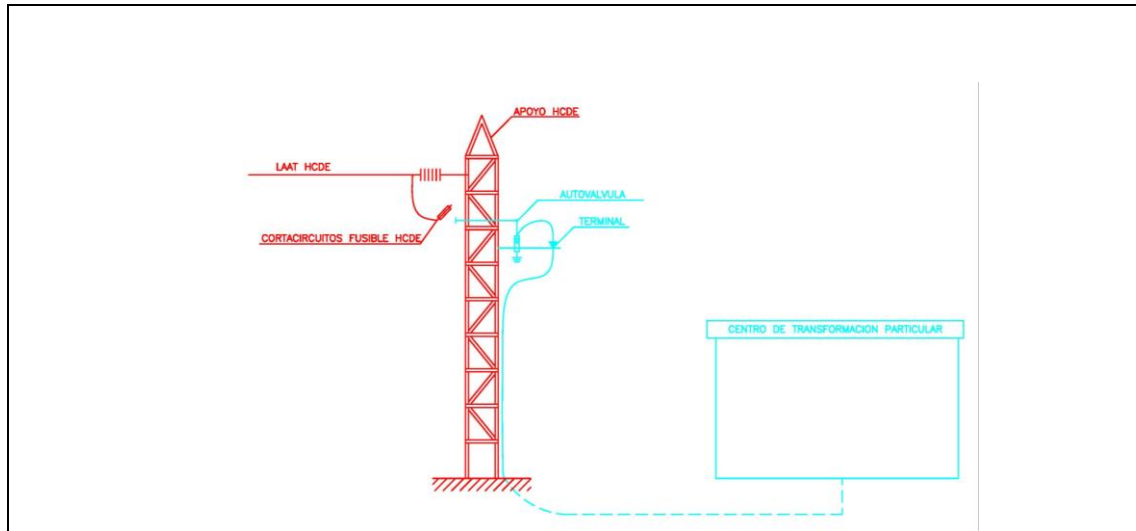 APOYO HCDE
LAAT HCDE
AUTOVALVULA
TERMINAL
CORTACIRCUITOS FUSIBLE HCDE
CENTRO DE TRANSFORMACION PARTICULAR